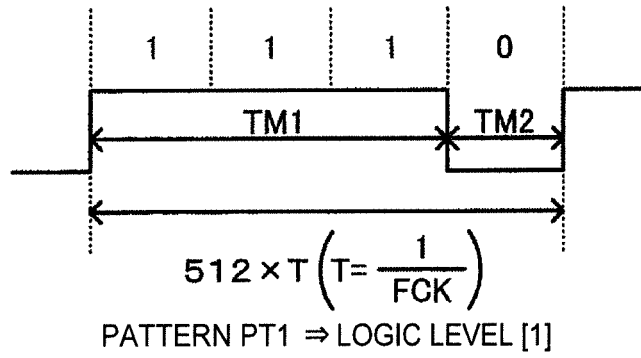 1 1 1 0
TM1 TM2
512×T(T=1/FCK)
PATTERN PT1 ⇒ LOGIC LEVEL [1]